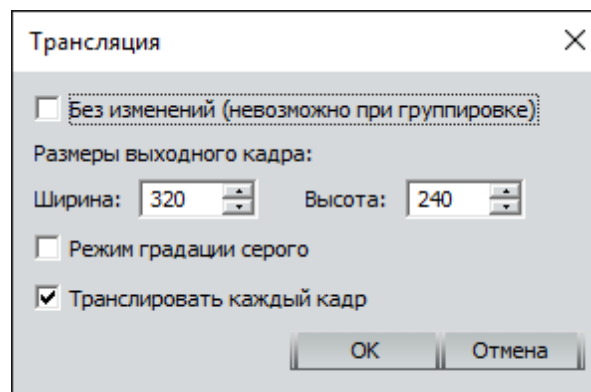 Трансляция
Без изменений (невозможно при группировке)
Размеры выходного кадра:
Ширина: 320 Высота: 240
Режим градации серого
Транслировать каждый кадр
ОК Отмена